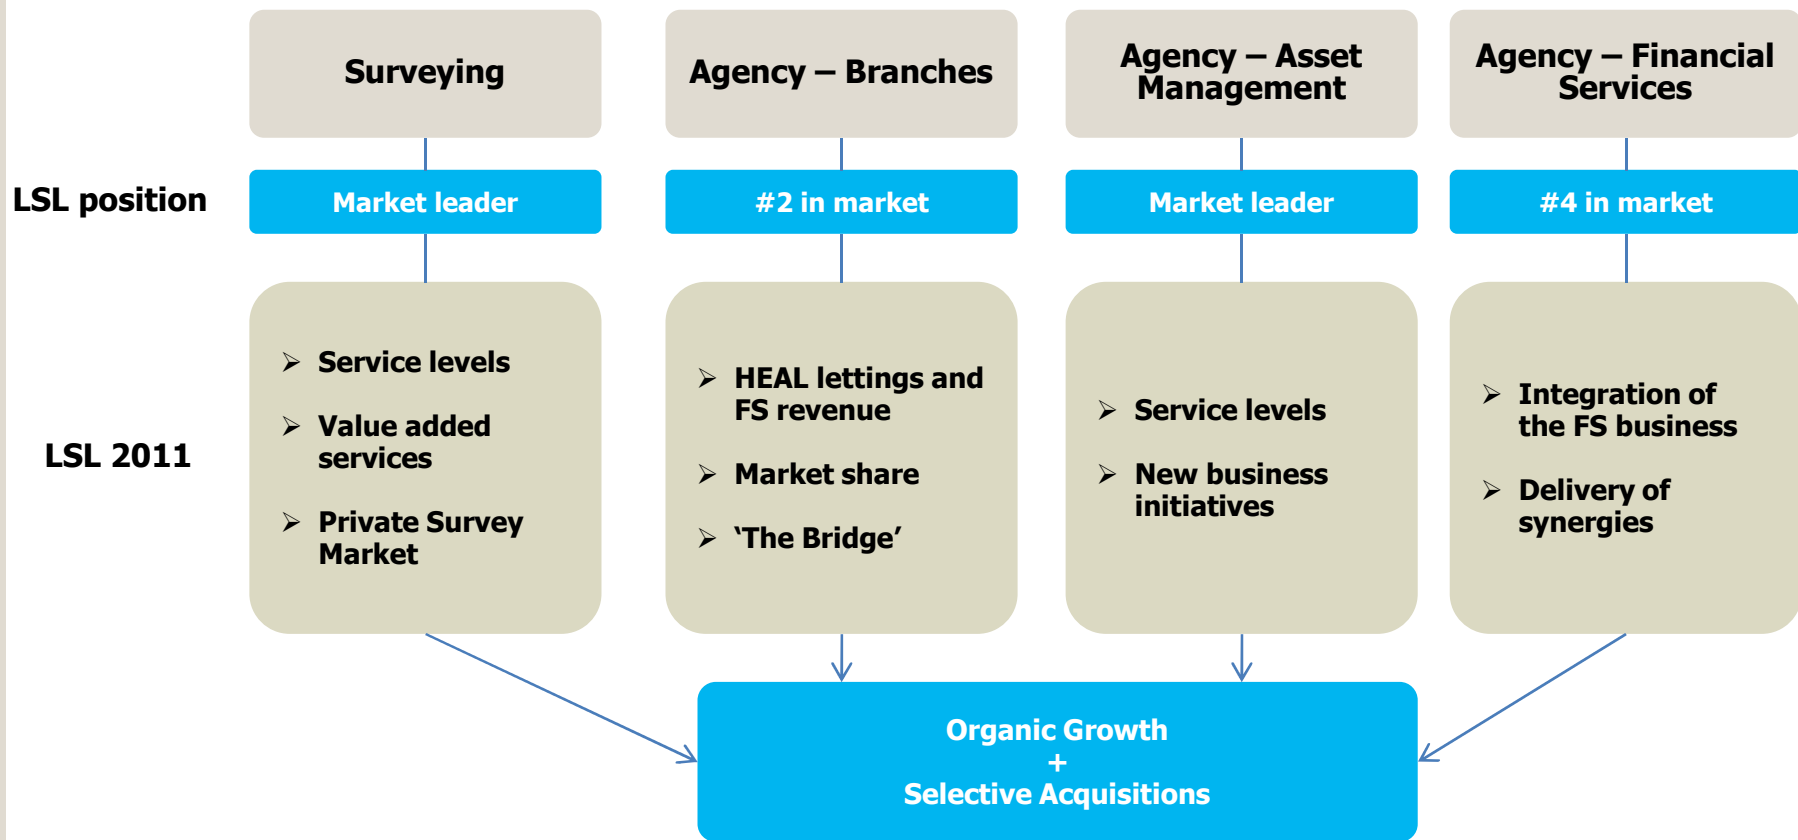 Surveying
Agency – Branches
Agency – Asset
Management
Agency – Financial
Services
LSL position
Market leader
#2 in market
Market leader
#4 in market
LSL 2011
➢ Service levels
➢ Value added
services
➢ Private Survey
Market
➢ HEAL lettings and
FS revenue
➢ Market share
➢ ‘The Bridge’
➢ Service levels
➢ New business
initiatives
➢ Integration of
the FS business
➢ Delivery of
synergies
Organic Growth
+
Selective Acquisitions